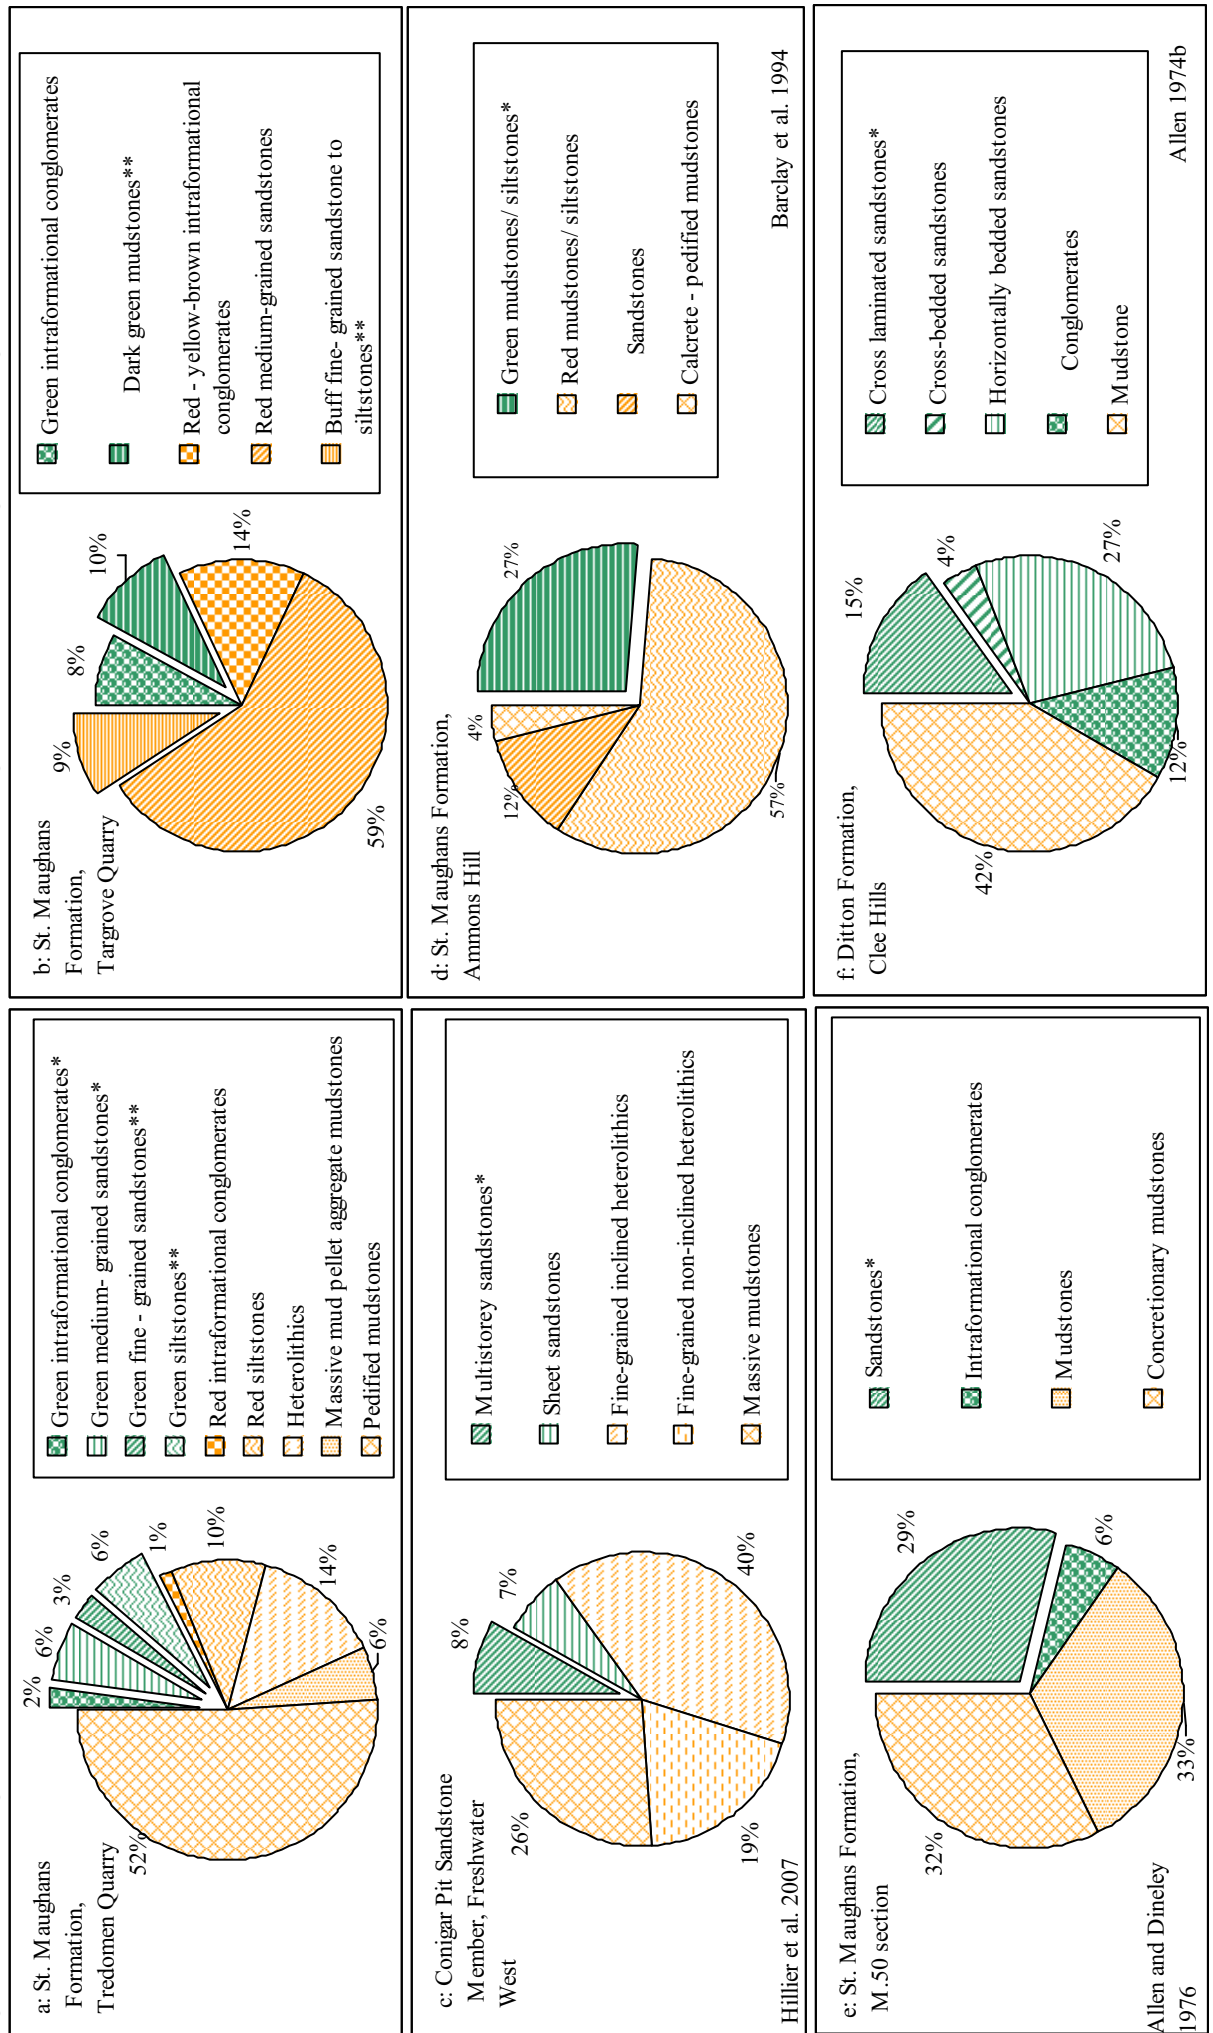 a: St. Maughans
Formation,
Tredomen Quarry
2%
6%
3%
6%
1%
10%
14%
6%
52%
Green intraformational conglomerates*
Green medium- grained sandstones*
Green fine - grained sandstones**
Green siltstones**
Red intraformational conglomerates
Red siltstones
Heterolithics
Massive mud pellet aggregate mudstones
Pedified mudstones
b: St. Maughans
Formation,
Targrove Quarry
9%
8%
10%
14%
59%
Green intraformational conglomerates
Dark green mudstones**
Red - yellow-brown intraformational
conglomerates
Red medium-grained sandstones
Buff fine- grained sandstone to
siltstones**
c: Conigar Pit Sandstone
Member, Freshwater
West
8%
7%
40%
19%
26%
Hillier et al. 2007
Multistorey sandstones*
Sheet sandstones
Fine-grained inclined heterolithics
Fine-grained non-inclined heterolithics
Massive mudstones
d: St. Maughans Formation,
Ammons Hill
4%
27%
12%
57%
Green mudstones/ siltstones*
Red mudstones/ siltstones
Sandstones
Calcrete - pedified mudstones
Barclay et al. 1994
e: St. Maughans Formation,
M.50 section
29%
6%
33%
32%
Allen and Dineley
1976
Sandstones*
Intraformational conglomerates
Mudstones
Concretionary mudstones
f: Ditton Formation,
Clee Hills
15%
4%
27%
12%
42%
Cross laminated sandstones*
Cross-bedded sandstones
Horizontally bedded sandstones
Conglomerates
Mudstone
Allen 1974b